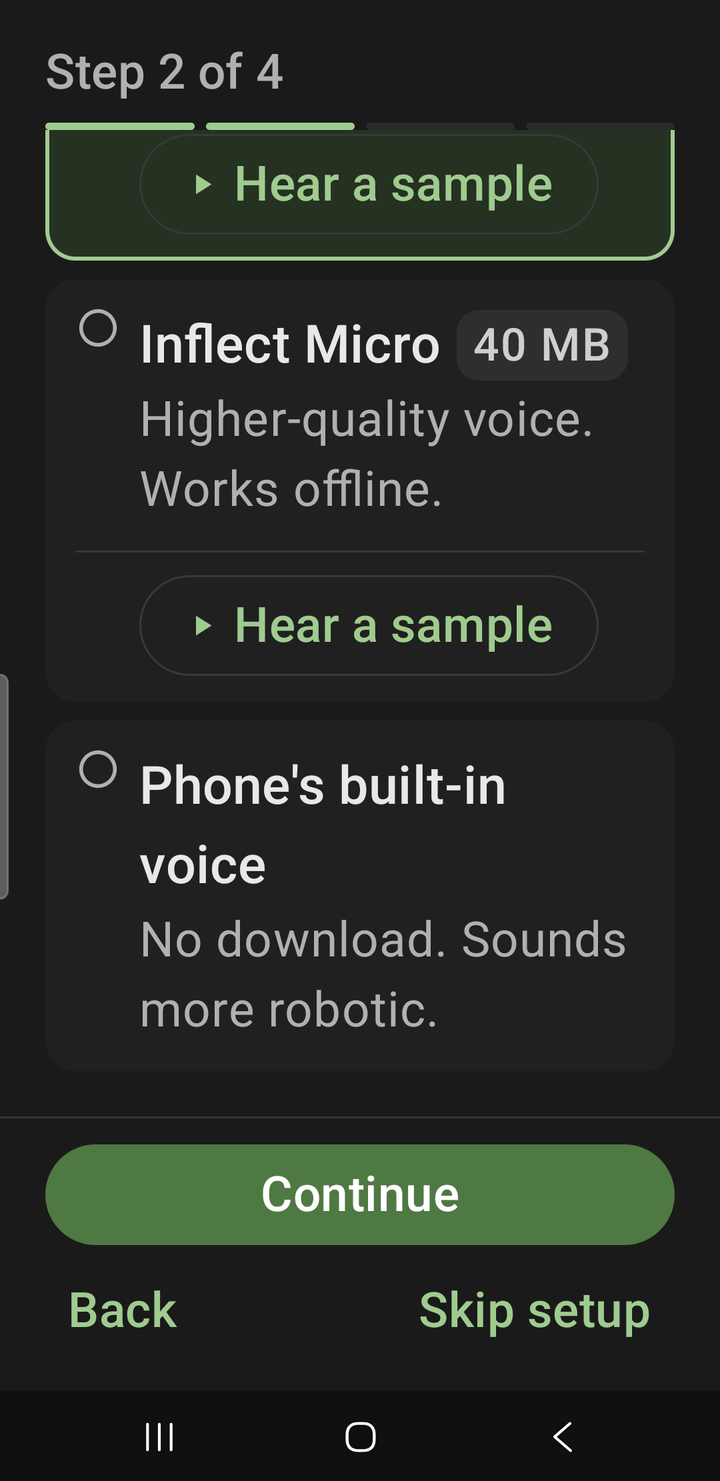 Step 2 of 4
Hear a sample
Inflect Micro 40 MB
Higher-quality voice.
Works offline.
Hear a sample
Phone's built-in
voice
No download. Sounds
more robotic.
Continue
Back Skip setup